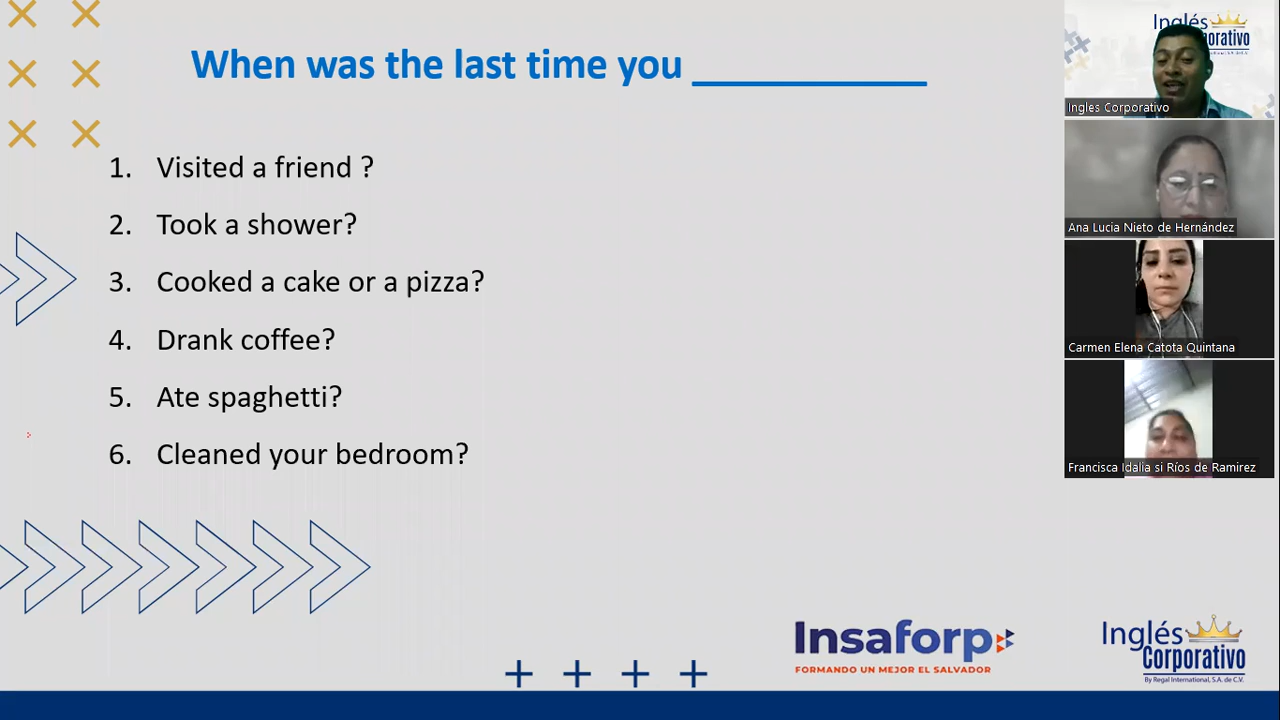 When was the last time you ___________
1. Visited a friend ?
2. Took a shower?
3. Cooked a cake or a pizza?
4. Drank coffee?
5. Ate spaghetti?
6. Cleaned your bedroom?
Insaforp
FORMANDO UN MEJOR EL SALVADOR
Inglés
Corporativo
By Regal International, S.A. de C.V.
Inglés
orativo
Ingles Corporativo
Ana Lucia Nieto de Hernández
Carmen Elena Catota Quintana
Francisca Idalia si Ríos de Ramirez